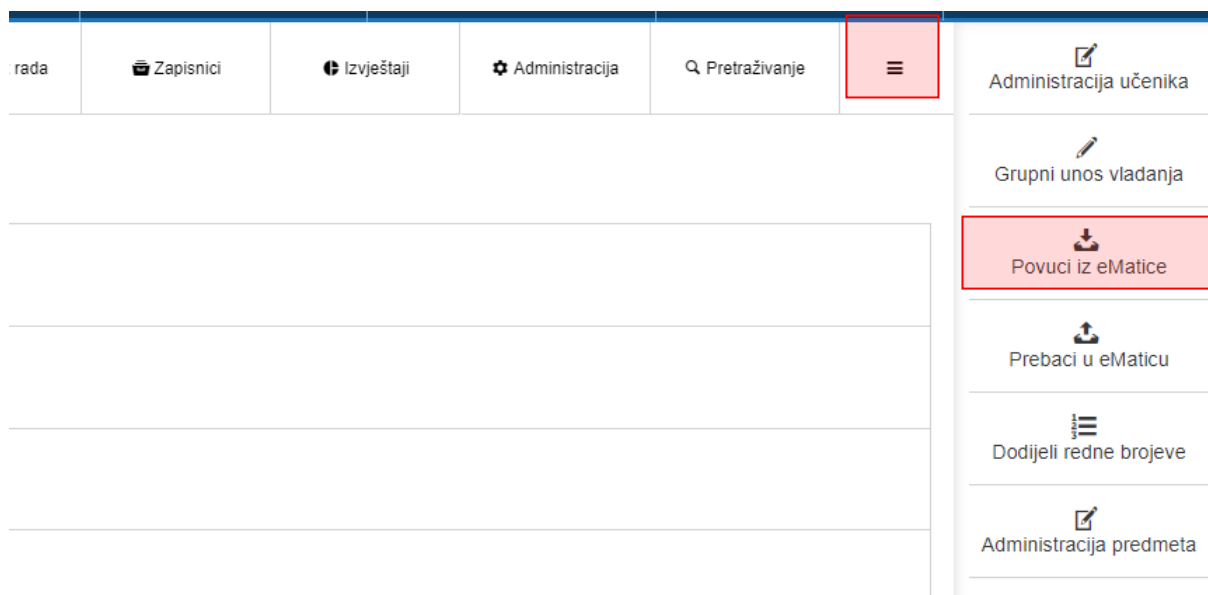 rada
Zapisnici
Izvještaji
Administracija
Pretraživanje
Administracija učenika
Grupni unos vladanja
Povuci iz eMatice
Prebaci u eMaticu
Dodijeli redne brojeve
Administracija predmeta